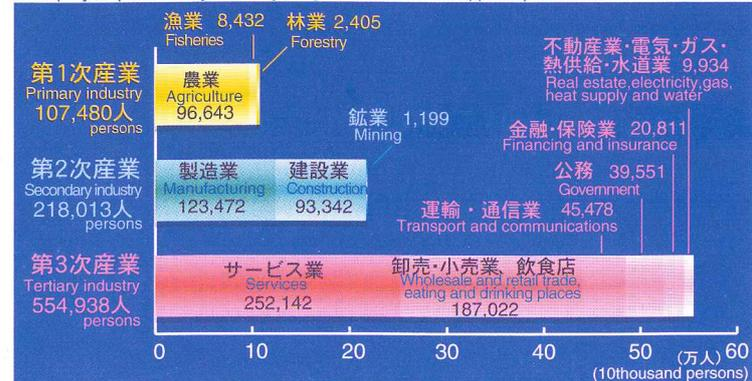 漁業 8,432
Fisheries
林業 2,405
Forestry
不動産業・電気・ガス・
熱供給・水道業 9,934
Real estate,electricity,gas,
heat supply and water
第1次産業
Primary industry
107,480人
persons
農業
Agriculture
96,643
鉱業 1,199
Mining
金融・保険業 20,811
Financing and insurance
第2次産業
Secondary industry
218,013人
persons
製造業
Manufacturing
123,472
建設業
Construction
93,342
公務 39,551
Government
運輸・通信業 45,478
Transport and communications
第3次産業
Tertiary industry
554,938人
persons
サービス業
Services
252,142
卸売・小売業、飲食店
Wholesale and retail trade,
eating and drinking places
187,022
0 10 20 30 40 50 (万人) 60
(10thousand persons)